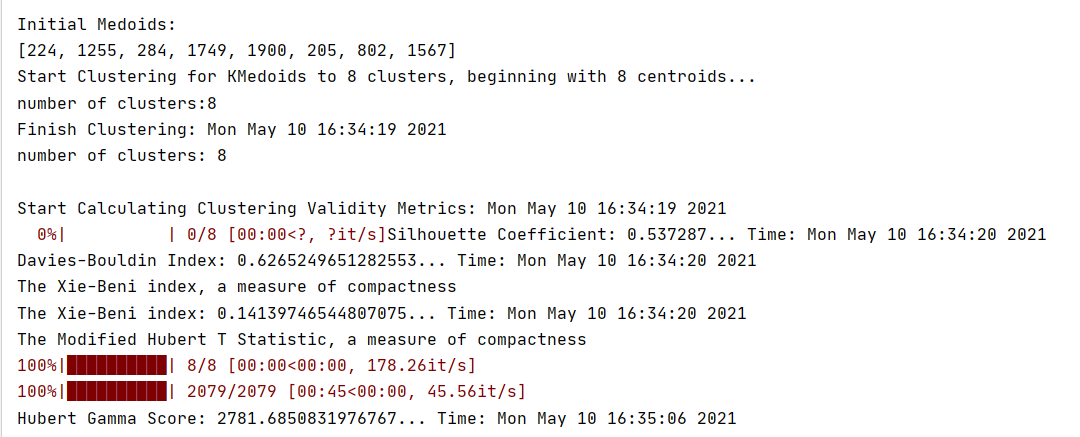 Initial Medoids:
[224, 1255, 284, 1749, 1900, 205, 802, 1567]
Start Clustering for KMedoids to 8 clusters, beginning with 8 centroids...
number of clusters:8
Finish Clustering: Mon May 10 16:34:19 2021
number of clusters: 8
Start Calculating Clustering Validity Metrics: Mon May 10 16:34:19 2021
  0%|          | 0/8 [00:00<?, ?it/s]Silhouette Coefficient: 0.537287... Time: Mon May 10 16:34:20 2021
Davies-Bouldin Index: 0.6265249651282553... Time: Mon May 10 16:34:20 2021
The Xie-Beni index, a measure of compactness
The Xie-Beni index: 0.14139746544807075... Time: Mon May 10 16:34:20 2021
The Modified Hubert T Statistic, a measure of compactness
100%|██████████| 8/8 [00:00<00:00, 178.26it/s]
100%|██████████| 2079/2079 [00:45<00:00, 45.56it/s]
Hubert Gamma Score: 2781.6850831976767... Time: Mon May 10 16:35:06 2021